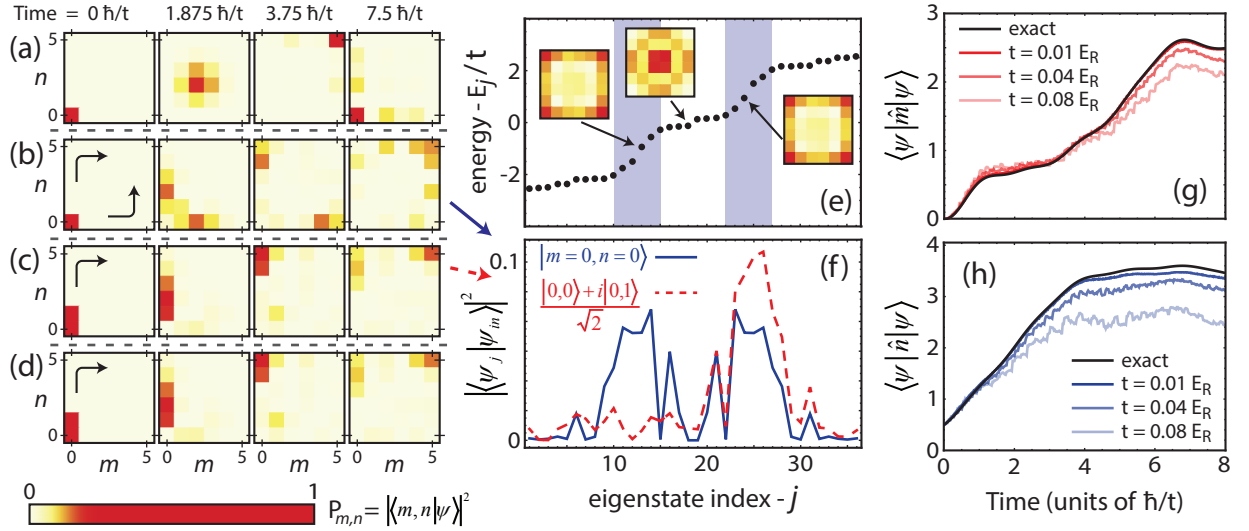 Time = 0 ħ/t 1.875 ħ/t 3.75 ħ/t 7.5 ħ/t
(a)
5
n
0
(b)
5
n
0
(c)
5
n
0
(d)
5
n
0
0 5 0 5 0 5 0 5
m m m m
0 1
P_{m,n} = |⟨m, n|ψ⟩|²
energy - E_j / t
2
0
-2
(e)
0.1
0
|⟨ψ_j|ψ_in⟩|²
|m = 0, n = 0⟩
|0,0⟩ + i|0,1⟩
√2
(f)
10 20 30
eigenstate index - j
3
2
1
0
⟨ψ|m̂|ψ⟩
exact
t = 0.01 E_R
t = 0.04 E_R
t = 0.08 E_R
(g)
4
3
2
1
0
⟨ψ|n̂|ψ⟩
(h)
exact
t = 0.01 E_R
t = 0.04 E_R
t = 0.08 E_R
0 2 4 6 8
Time (units of ħ/t)